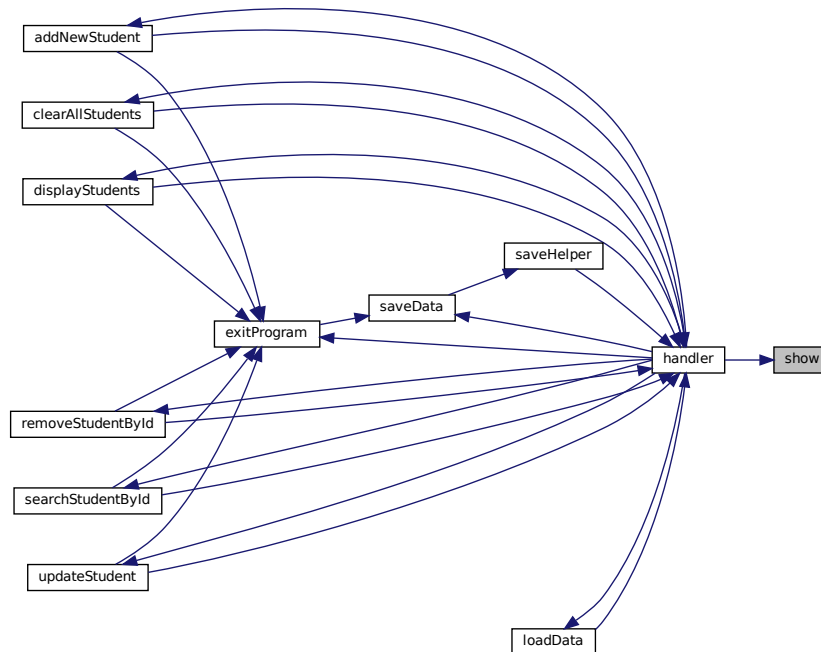 addNewStudent
clearAllStudents
displayStudents
saveHelper
saveData
exitProgram
handler
show
removeStudentById
searchStudentById
updateStudent
loadData